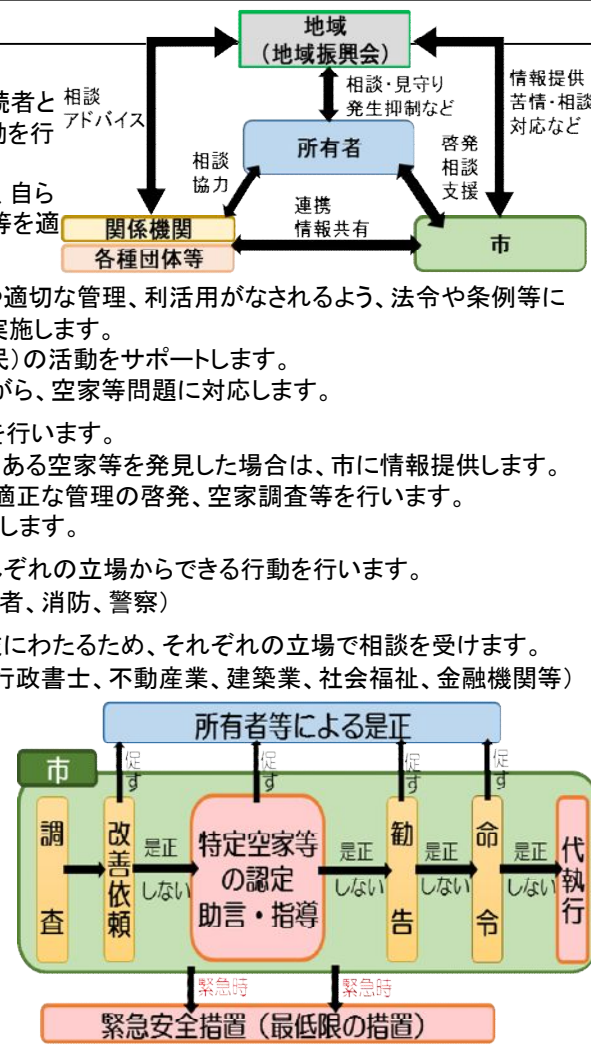 地域
(地域振興会)
相談
アドバイス
相談・見守り
発生抑制など
情報提供
苦情・相談
対応など
続者と
動を行
所有者
相談
協力
啓発
相談
支援
、自ら
等を適
連携
情報共有
関係機関
各種団体等
市
適切な管理、利活用がなされるよう、法令や条例等に
実施します。
民)の活動をサポートします。
がら、空家等問題に対応します。
を行います。
ある空家等を発見した場合は、市に情報提供します。
適正な管理の啓発、空家調査等を行います。
します。
れぞれの立場からできる行動を行います。
者、消防、警察)
にわたるため、それぞれの立場で相談を受けます。
行政書士、不動産業、建築業、社会福祉、金融機関等)
所有者等による是正
市
促す
促す
促す
促す
調査
改善依頼
是正
しない
特定空家等
の認定
助言・指導
是正
しない
勧告
是正
しない
命令
是正
しない
代執行
緊急時
緊急時
緊急安全措置(最低限の措置)